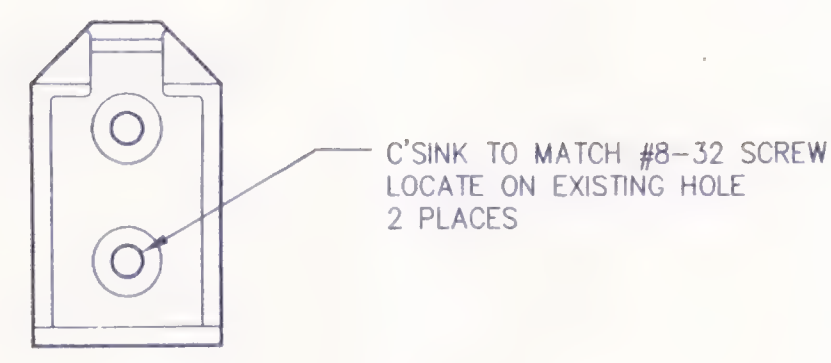 C'SINK TO MATCH #8-32 SCREW
LOCATE ON EXISTING HOLE
2 PLACES